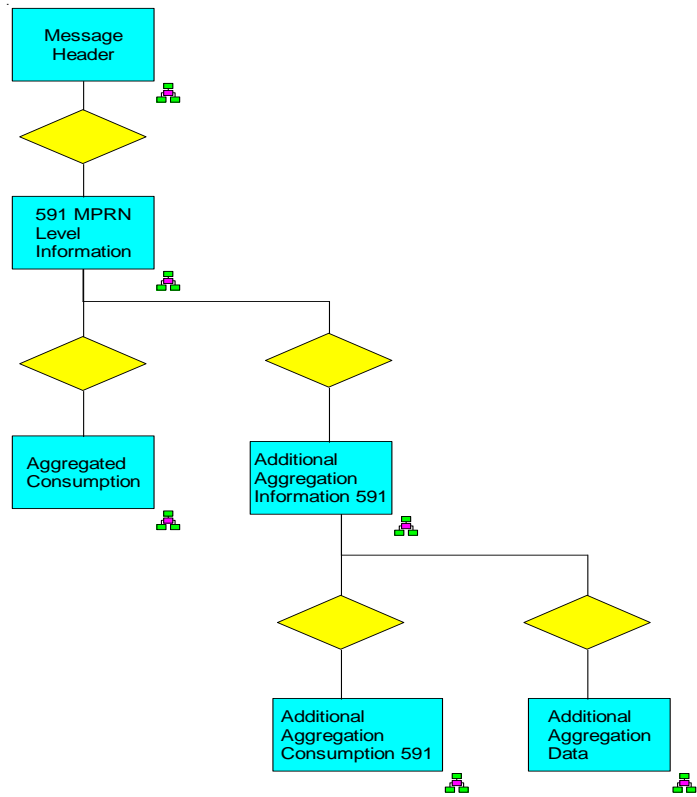 Message
Header
591 MPRN
Level
Information
Aggregated
Consumption
Additional
Aggregation
Information 591
Additional
Aggregation
Consumption 591
Additional
Aggregation
Data